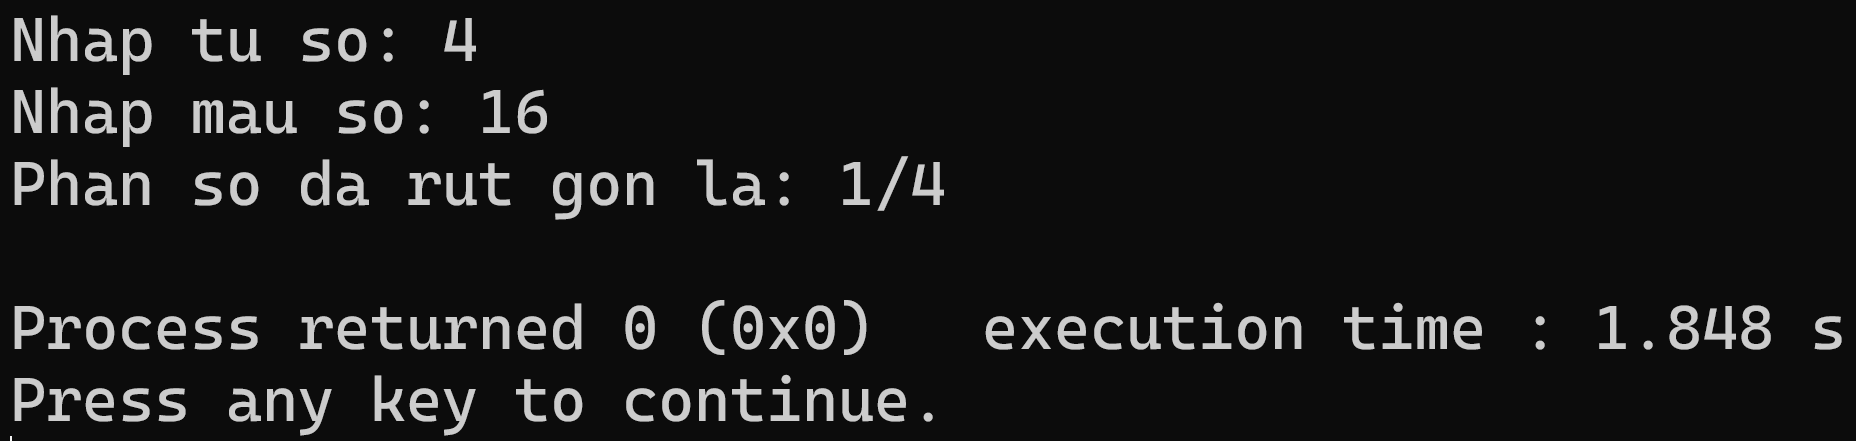 Nhap tu so: 4
Nhap mau so: 16
Phan so da rut gon la: 1/4
Process returned 0 (0x0)   execution time : 1.848 s
Press any key to continue.